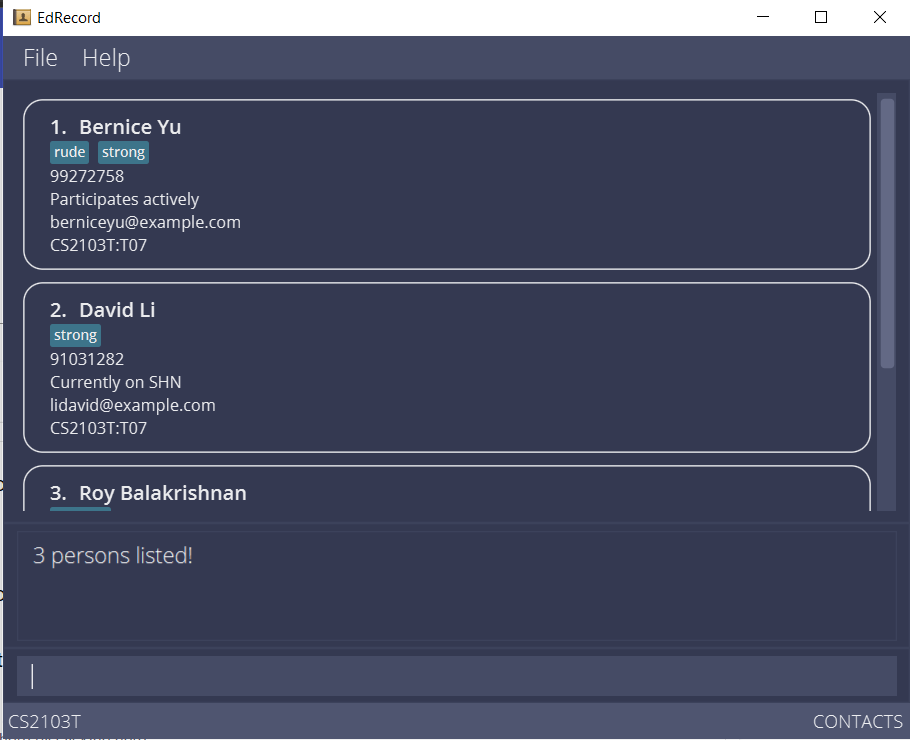 EdRecord
File Help
1. Bernice Yu
rude strong
99272758
Participates actively
berniceyu@example.com
CS2103T:T07
2. David Li
strong
91031282
Currently on SHN
lidavid@example.com
CS2103T:T07
3. Roy Balakrishnan
3 persons listed!
CS2103T CONTACTS